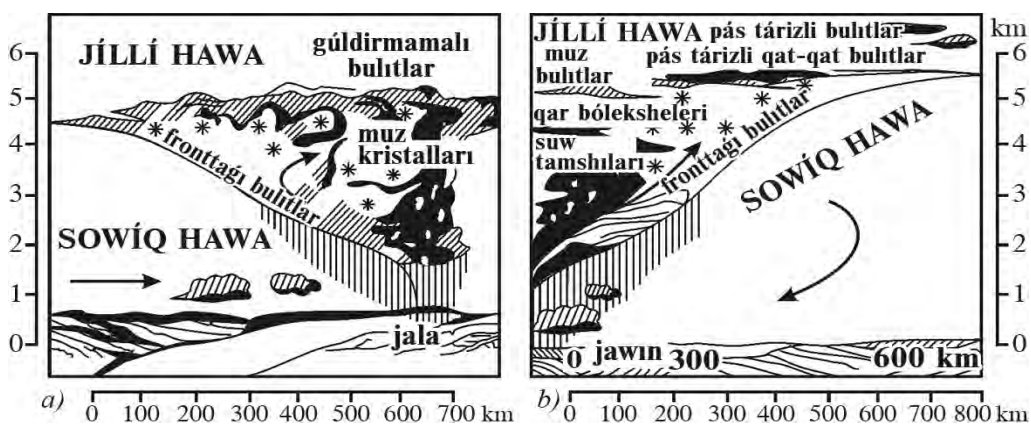 JÍLLÍ HAWA
gúldirmamalı
bulıtlar
muz
kristalları
fronttaǵı bulıtlar
SOWÍQ HAWA
jala
6
5
4
3
2
1
0
a)
0 100 200 300 400 500 600 700 km
JÍLLÍ HAWA pás tárizli bulıtlar
pás tárizli qat-qat bulıtlar
muz
bulıtlar
qar bóleksheleri
suw
tamshıları
fronttaǵı bulıtlar
SOWÍQ HAWA
0 jawın 300 600 km
km
6
5
4
3
2
1
0
b)
0 100 200 300 400 500 600 700 800 km